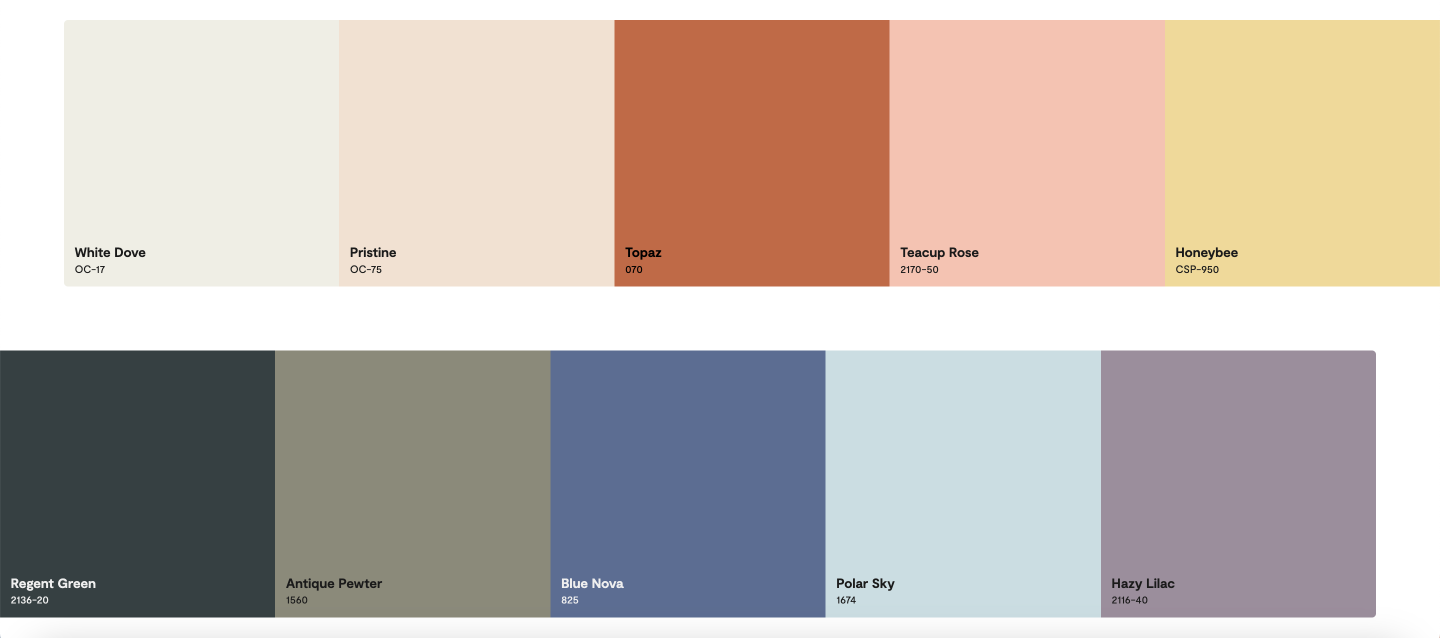 White Dove
OC-17
Pristine
OC-75
Topaz
070
Teacup Rose
2170-50
Honeybee
CSP-950
Regent Green
2136-20
Antique Pewter
1560
Blue Nova
825
Polar Sky
1674
Hazy Lilac
2116-40